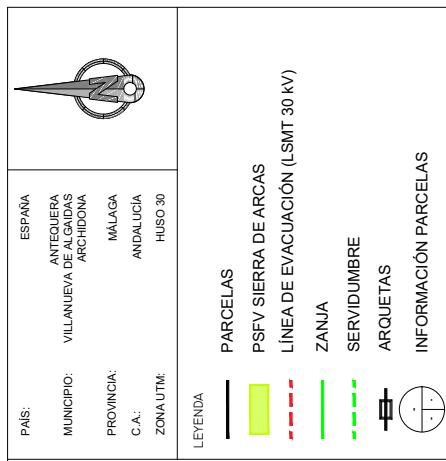 PAÍS: ESPAÑA
MUNICIPIO: ANTEQUERA
VILLANUEVA DE ALGAIDAS
ARCHIDONA
PROVINCIA: MÁLAGA
C.A.: ANDALUCÍA
ZONA UTM: HUSO 30
N
LEYENDA
PARCELAS
PSFV SIERRA DE ARCAS
LÍNEA DE EVACUACIÓN (LSMT 30 kV)
ZANJA
SERVIDUMBRE
ARQUETAS
INFORMACIÓN PARCELAS